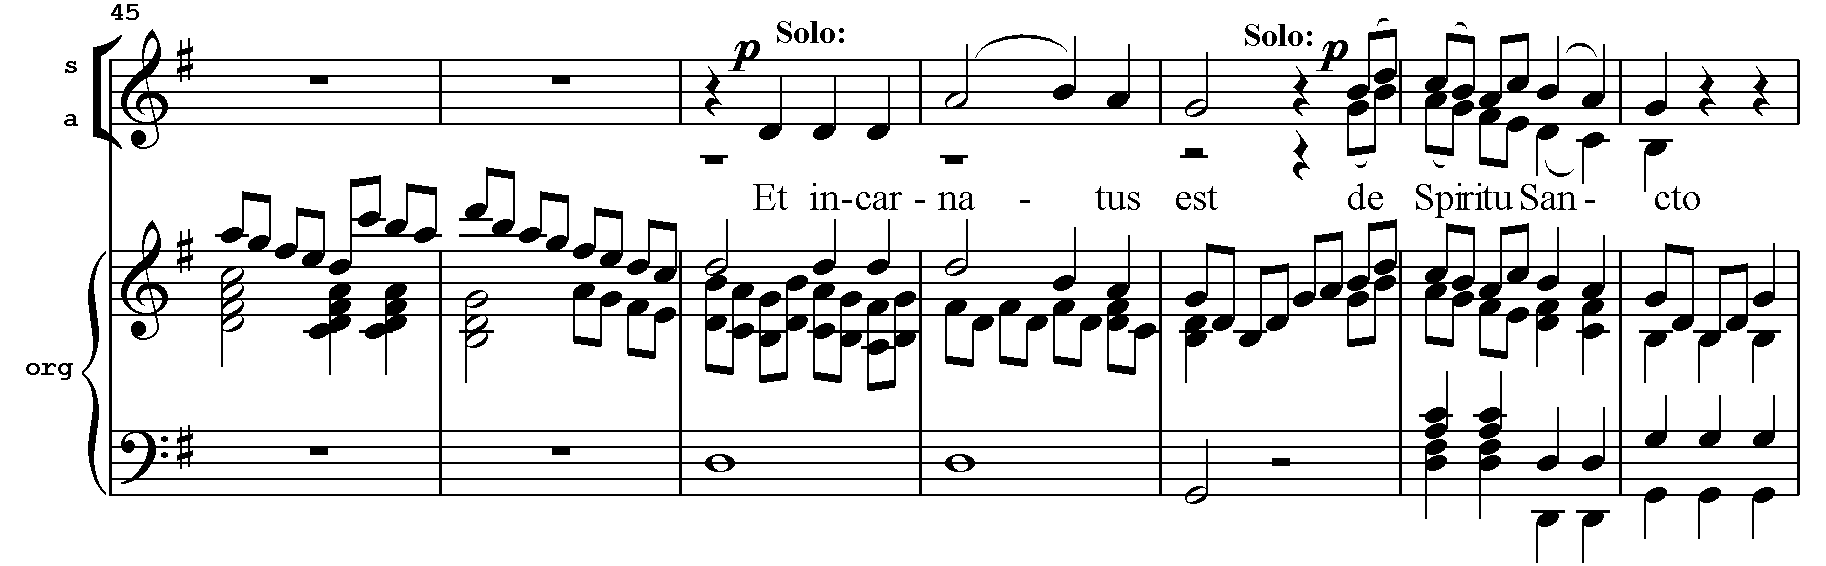 45
Solo:
p
Solo:
p
s
a
Et in-car - na - tus est de Spiritu San - cto
org